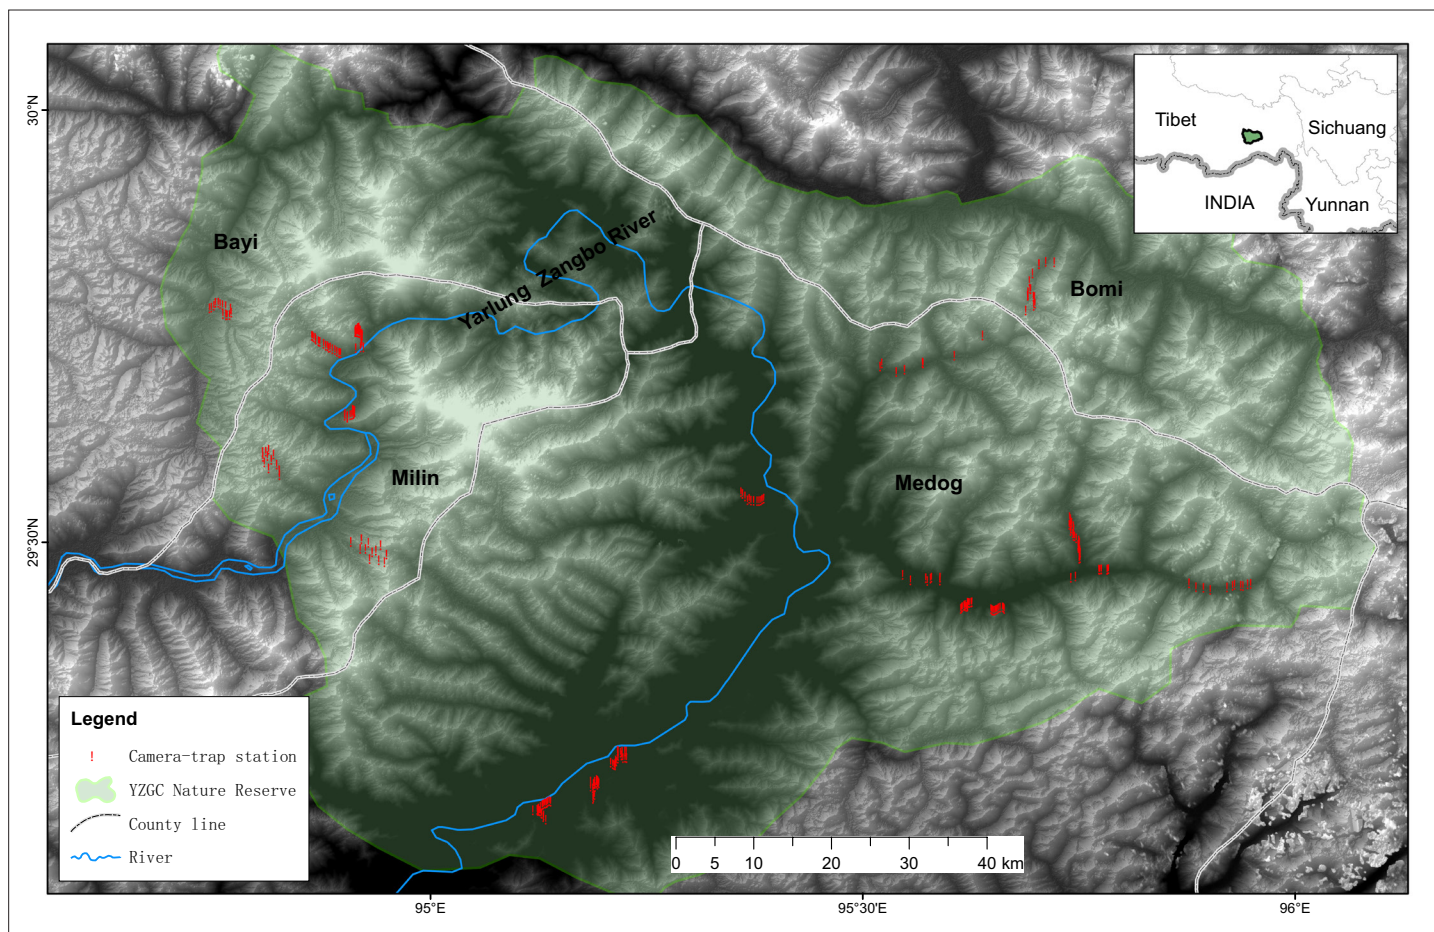 30°N
29°30'N
95°E
95°30'E
96°E
Tibet
Sichuang
INDIA
Yunnan
Bayi
Yarlung Zangbo River
Bomi
Milin
Medog
Legend
Camera-trap station
YZGC Nature Reserve
County line
River
0 5 10 20 30 40 km